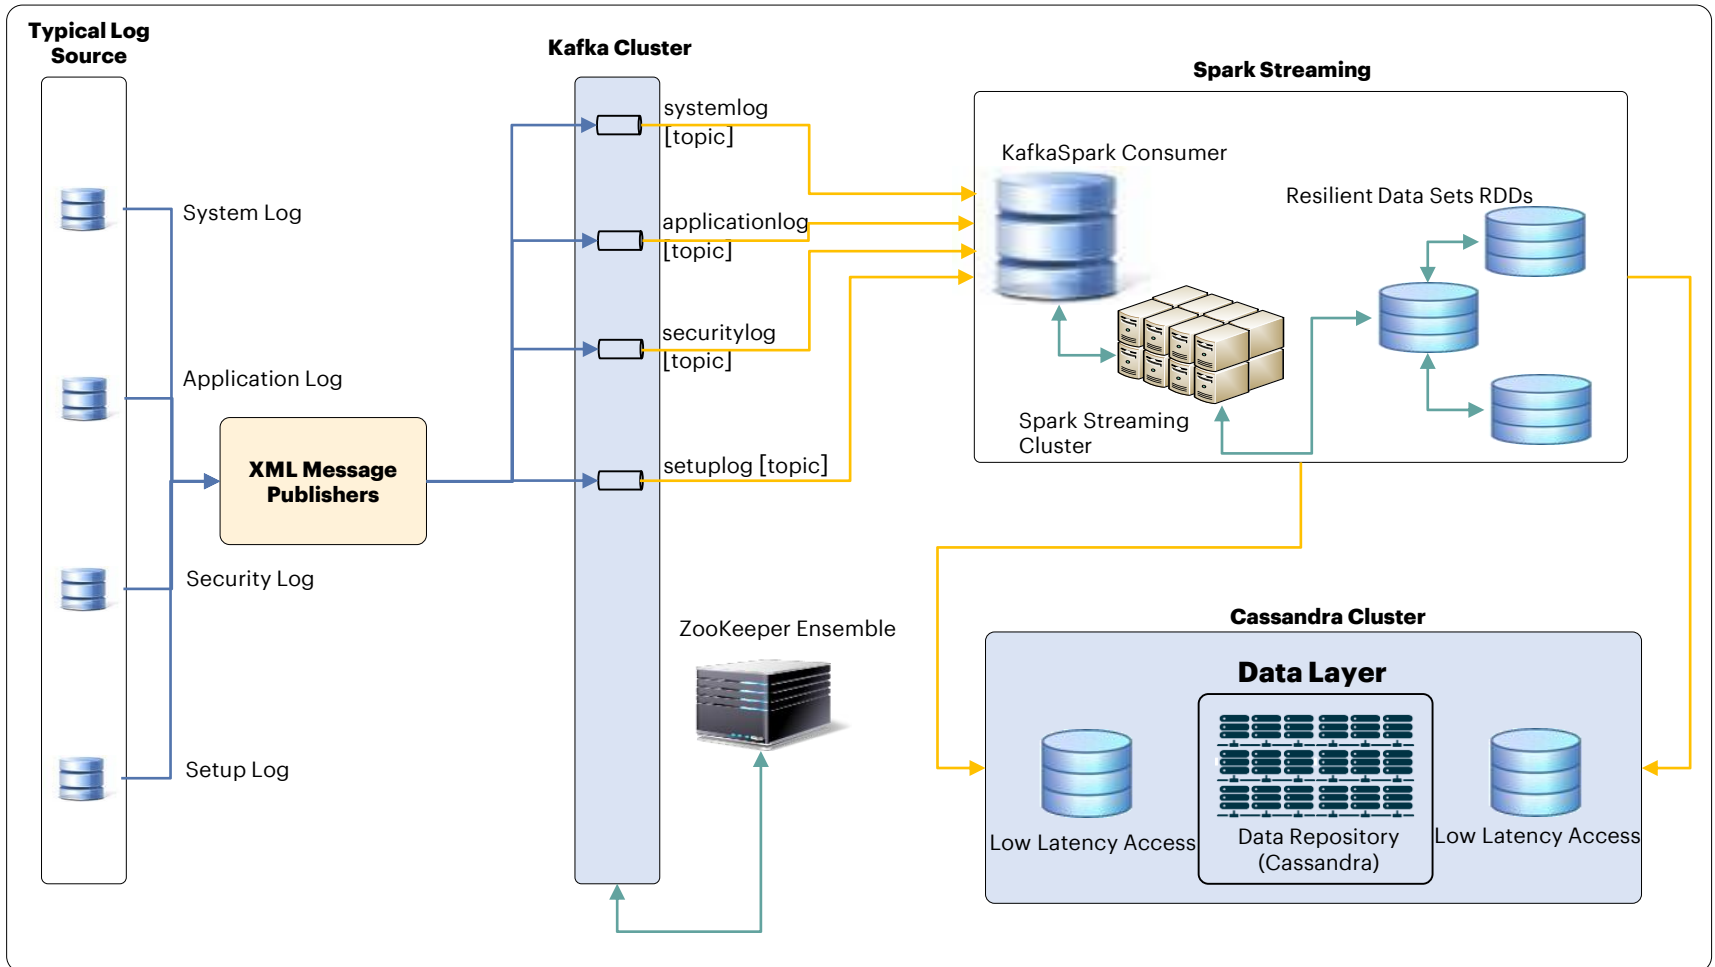 Typical Log
Source
System Log
Application Log
Security Log
Setup Log
XML Message
Publishers
Kafka Cluster
systemlog
[topic]
applicationlog
[topic]
securitylog
[topic]
setuplog [topic]
ZooKeeper Ensemble
Spark Streaming
KafkaSpark Consumer
Resilient Data Sets RDDs
Spark Streaming
Cluster
Cassandra Cluster
Data Layer
Low Latency Access
Data Repository
(Cassandra)
Low Latency Access